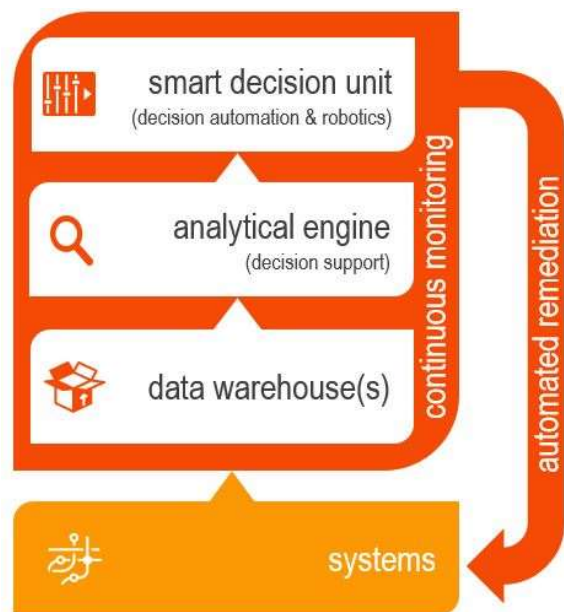 smart decision unit
(decision automation & robotics)
analytical engine
(decision support)
data warehouse(s)
continuous monitoring
automated remediation
systems